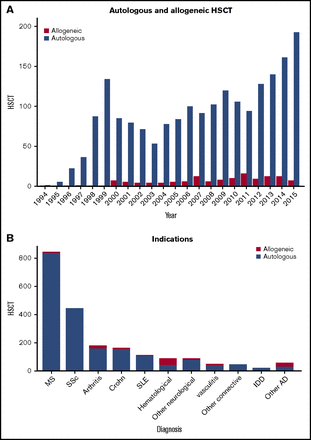 A
Autologous and allogeneic HSCT
Allogeneic
Autologous
200
150
100
50
0
HSCT
1994 1995 1996 1997 1998 1999 2000 2001 2002 2003 2004 2005 2006 2007 2008 2009 2010 2011 2012 2013 2014 2015
Year
B
Indications
Allogeneic
Autologous
800
600
400
200
0
HSCT
MS SSc Arthritis Crohn SLE Hematological Other neurological vasculitis Other connective IDD Other AD
Diagnosis